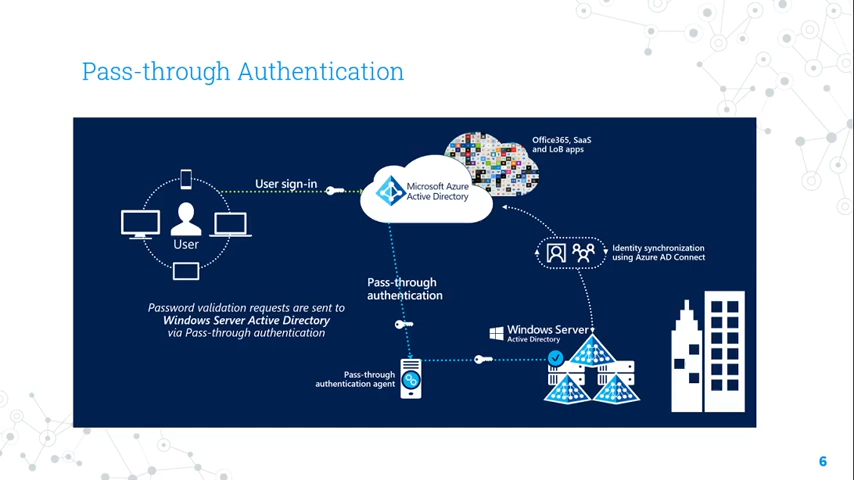 Pass-through Authentication
Office365, SaaS
and LoB apps
User sign-in
Microsoft Azure
Active Directory
User
Identity synchronization
using Azure AD Connect
Pass-through
authentication
Password validation requests are sent to
Windows Server Active Directory
via Pass-through authentication
Windows Server
Active Directory
Pass-through
authentication agent
6